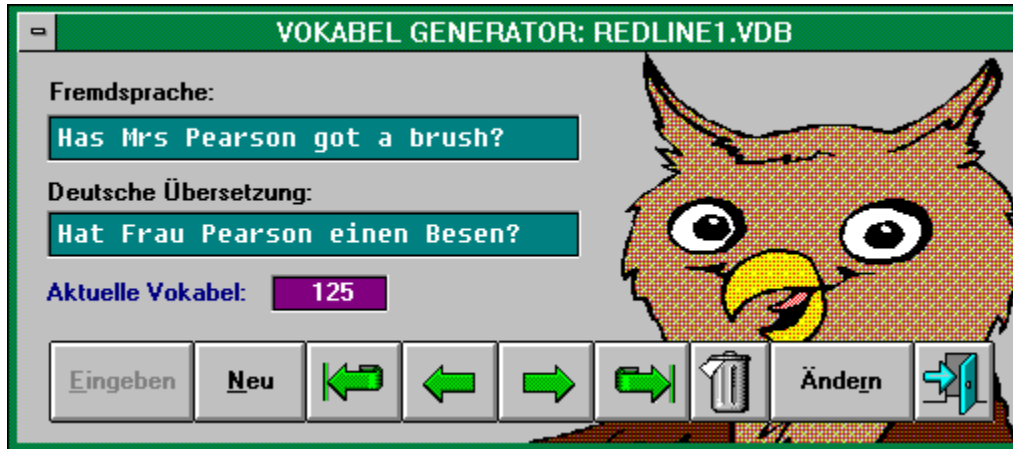 VOKABEL GENERATOR: REDLINE1.VDB
Fremdsprache:
Has Mrs Pearson got a brush?
Deutsche Übersetzung:
Hat Frau Pearson einen Besen?
Aktuelle Vokabel: 125
Eingeben Neu Ändern